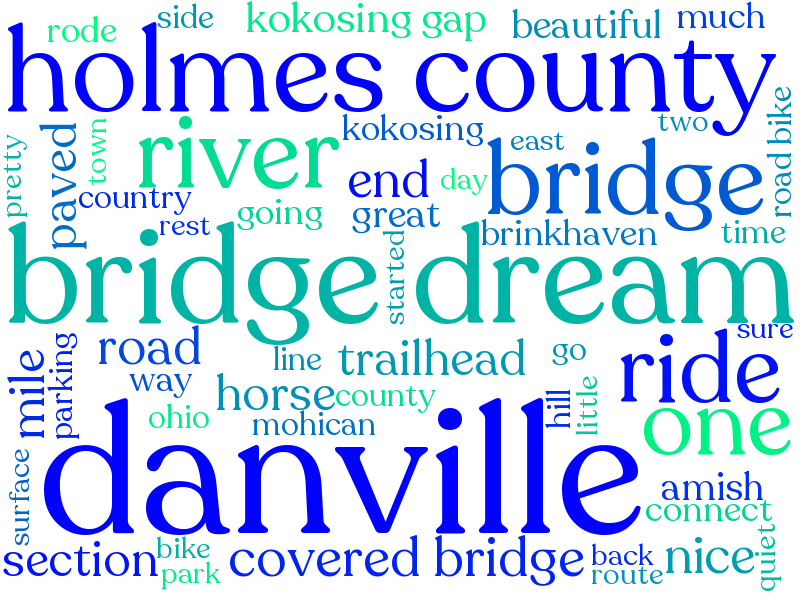 rode
side
kokosing gap
beautiful
much
holmes county
pretty
paved
town
river
kokosing
east
two
road bike
country
rest
end
day
bridge
going
great
brinkhaven
time
bridge dream
started
mile
parking
road
way
line
trailhead
go
sure
ride
horse
county
hill
little
one
ohio
mohican
danville
surface
amish
connect
quiet
section
bike
park
covered bridge
back
route
nice